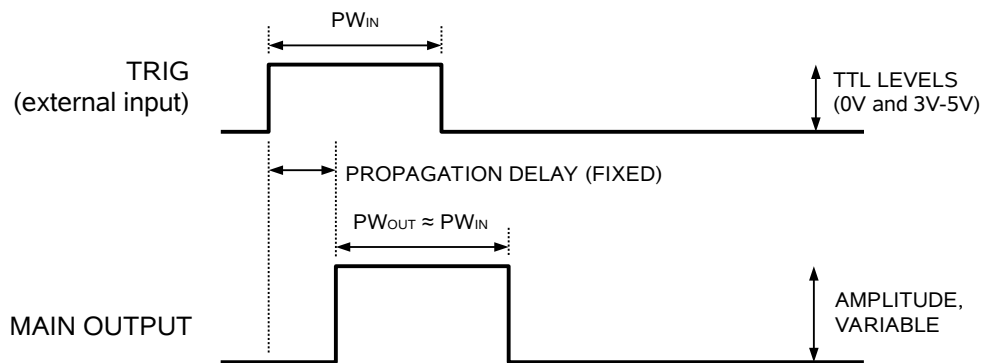 PWIN
TRIG
(external input)
TTL LEVELS
(0V and 3V-5V)
PROPAGATION DELAY (FIXED)
PWOUT ≈ PWIN
MAIN OUTPUT
AMPLITUDE,
VARIABLE